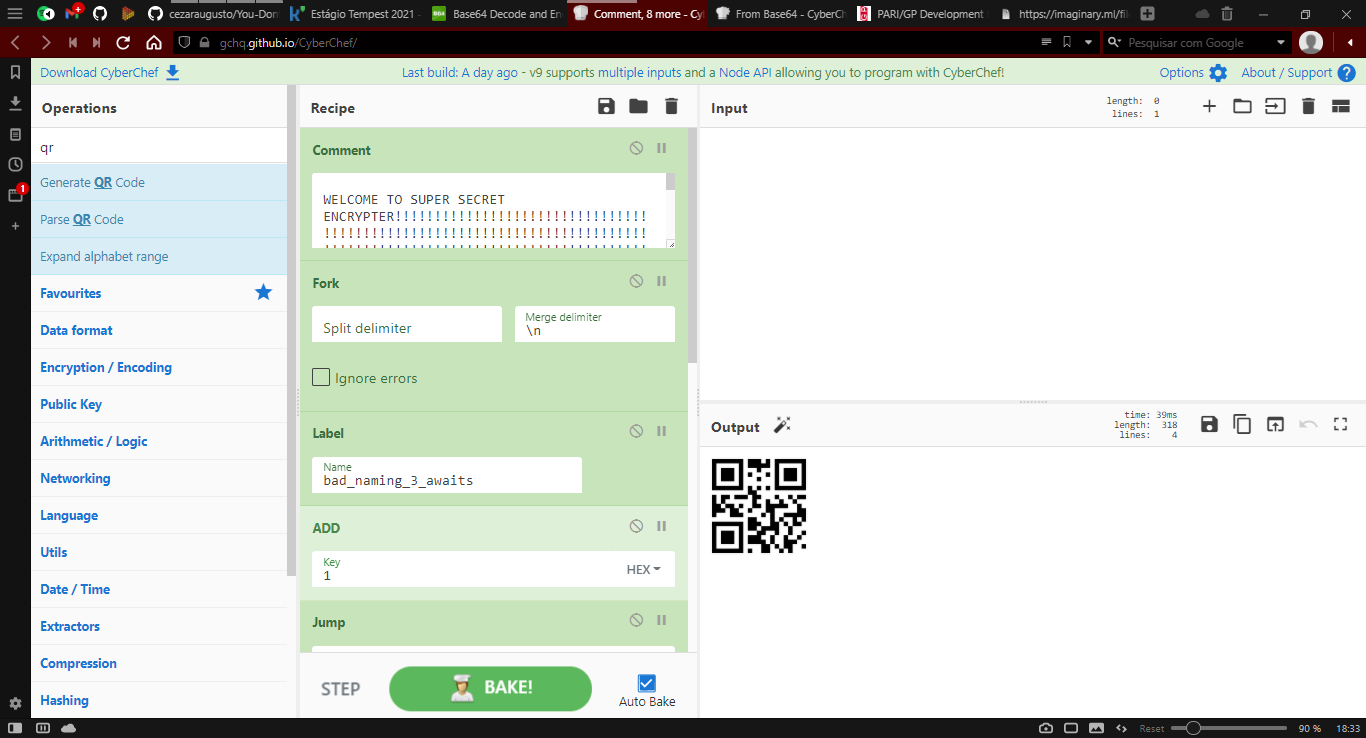 cezaraugusto/You-Don
Estágio Tempest 2021 -
Base64 Decode and En
Comment, 8 more - Cy
From Base64 - CyberCh
PARI/GP Development
https://imaginary.ml/fil
gchq.github.io/CyberChef/
Pesquisar com Google
Download CyberChef
Last build: A day ago - v9 supports multiple inputs and a Node API allowing you to program with CyberChef!
Options
About / Support
Operations
Recipe
Input
length: 0
lines: 1
qr
Generate QR Code
Parse QR Code
Expand alphabet range
Favourites
Data format
Encryption / Encoding
Public Key
Arithmetic / Logic
Networking
Language
Utils
Date / Time
Extractors
Compression
Hashing
Comment
WELCOME TO SUPER SECRET
ENCRYPTER!!!!!!!!!!!!!!!!!!!!!!!!!!!!!!!!
!!!!!!!!!!!!!!!!!!!!!!!!!!!!!!!!!!!!!!!!!
Fork
Split delimiter
Merge delimiter
\n
Ignore errors
Label
Name
bad_naming_3_awaits
ADD
Key
1
HEX
Jump
STEP
BAKE!
Auto Bake
Output
time: 39ms
length: 318
lines: 4
1
Reset
90 %
18:33